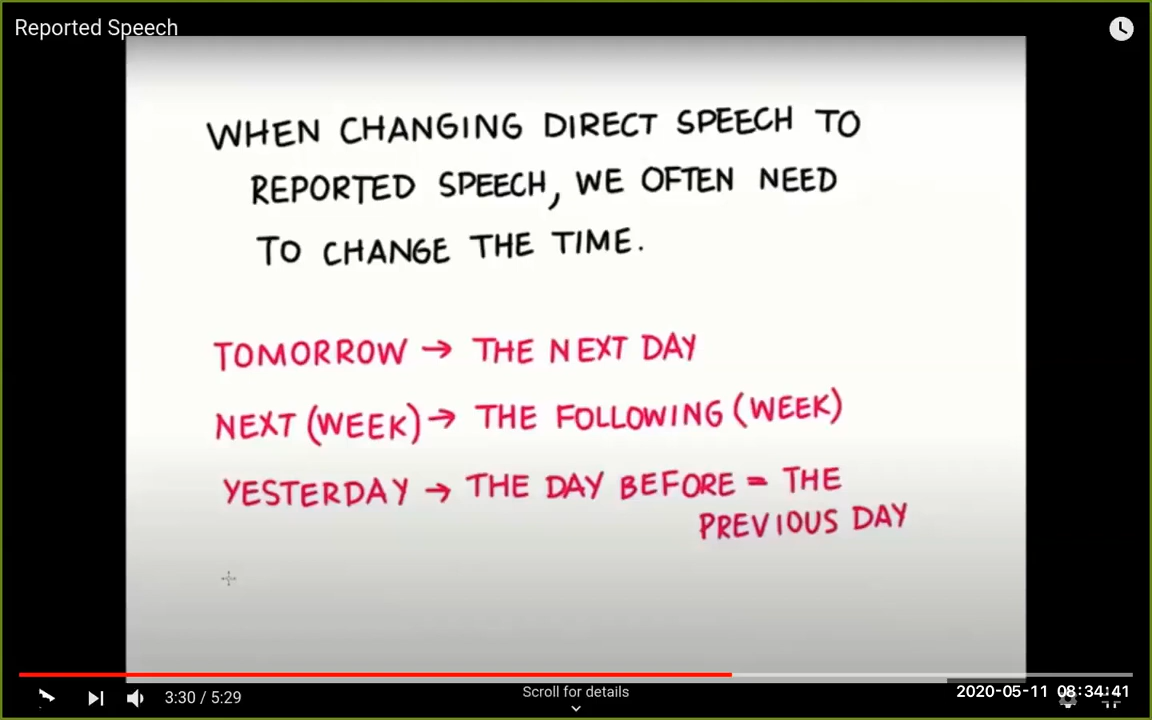 Reported Speech
WHEN CHANGING DIRECT SPEECH TO
REPORTED SPEECH, WE OFTEN NEED
TO CHANGE THE TIME.
TOMORROW → THE NEXT DAY
NEXT (WEEK) → THE FOLLOWING (WEEK)
YESTERDAY → THE DAY BEFORE = THE
PREVIOUS DAY
3:30 / 5:29
Scroll for details
2020-05-11 08:34:41